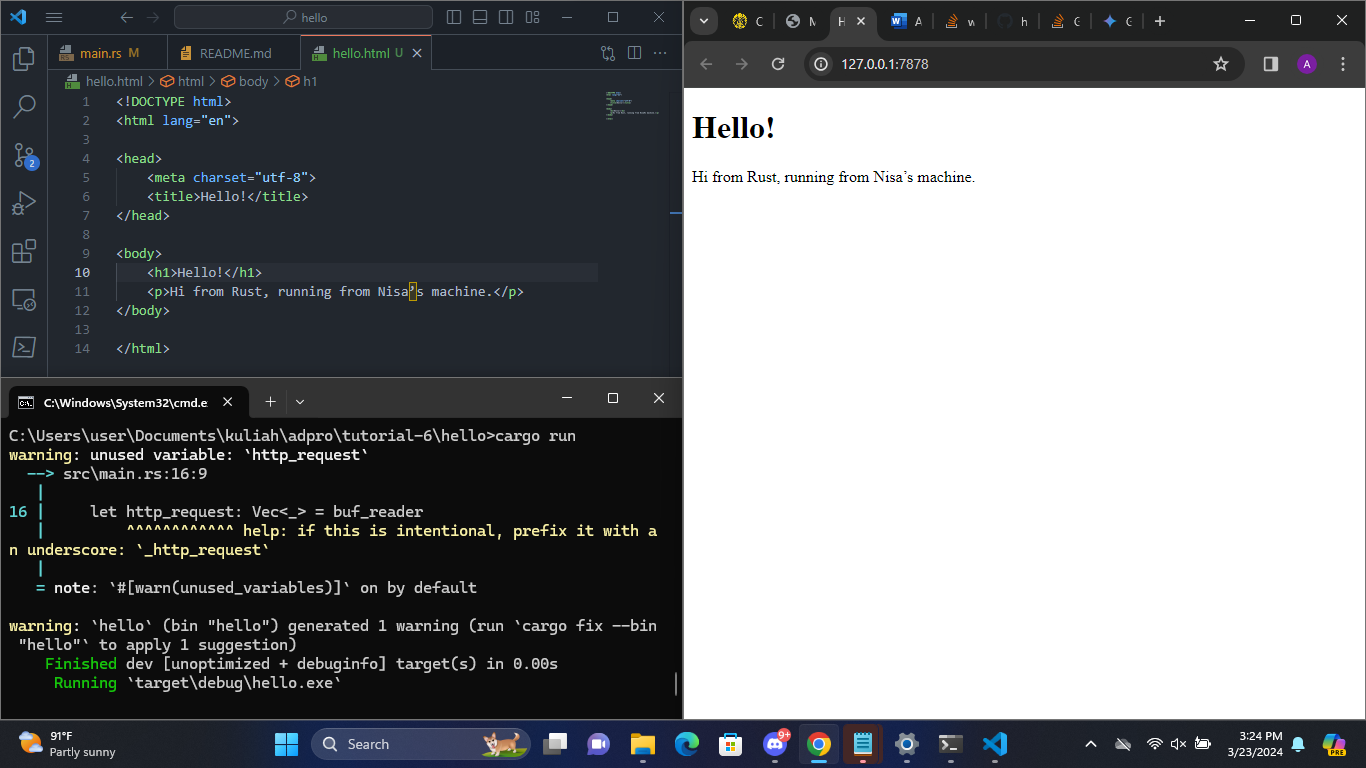 hello
main.rs M
README.md
hello.html U
hello.html > html > body > h1
1 <!DOCTYPE html>
2 <html lang="en">
3
4 <head>
5     <meta charset="utf-8">
6     <title>Hello!</title>
7 </head>
8
9 <body>
10     <h1>Hello!</h1>
11     <p>Hi from Rust, running from Nisa’s machine.</p>
12 </body>
13
14 </html>
2
C:\Windows\System32\cmd.e
C:\Users\user\Documents\kuliah\adpro\tutorial-6\hello>cargo run
warning: unused variable: `http_request`
  --> src\main.rs:16:9
   |
16 |     let http_request: Vec<_> = buf_reader
   |         ^^^^^^^^^^^^ help: if this is intentional, prefix it with a
n underscore: `_http_request`
   |
   = note: `#[warn(unused_variables)]` on by default
warning: `hello` (bin "hello") generated 1 warning (run `cargo fix --bin
 "hello"` to apply 1 suggestion)
    Finished dev [unoptimized + debuginfo] target(s) in 0.00s
     Running `target\debug\hello.exe`
127.0.0.1:7878
A
Hello!
Hi from Rust, running from Nisa’s machine.
91°F
Partly sunny
Search
9+
3:24 PM
3/23/2024
PRE